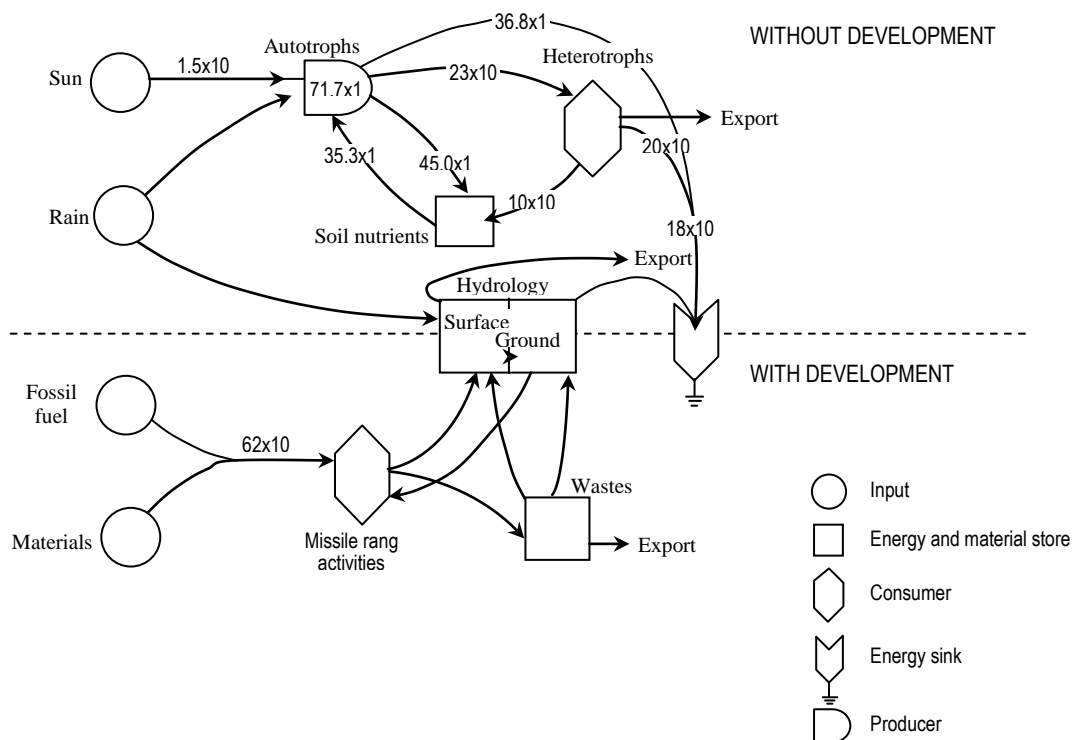 36.8x1
WITHOUT DEVELOPMENT
Autotrophs
Heterotrophs
Sun
1.5x10
71.7x1
23x10
Export
20x10
35.3x1
45.0x1
10x10
Rain
Soil nutrients
18x10
Export
Hydrology
Surface
Ground
WITH DEVELOPMENT
Fossil
fuel
62x10
Materials
Missile rang
activities
Wastes
Export
Input
Energy and material store
Consumer
Energy sink
Producer